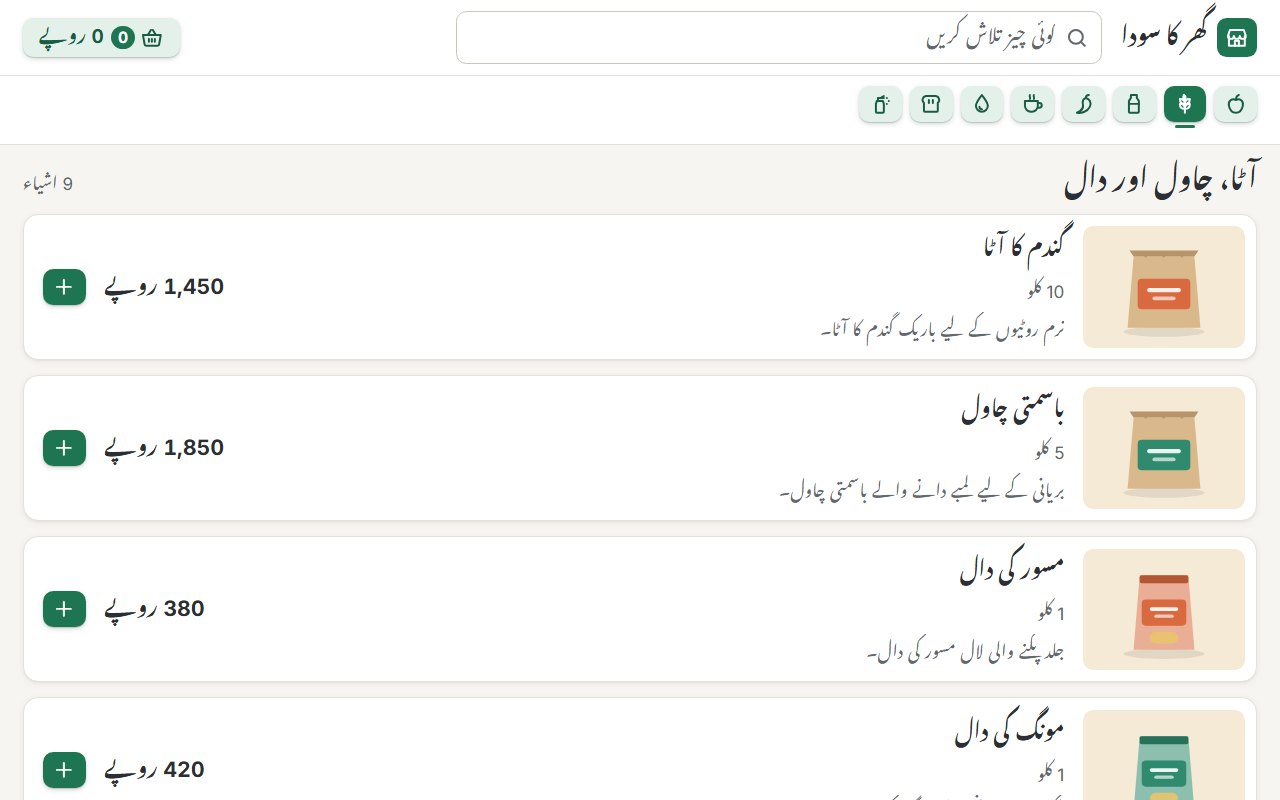 گھر کا سودا
کوئی چیز تلاش کریں
0 0 روپے
آٹا، چاول اور دال
9 اشیاء
گندم کا آٹا
10 کلو
نرم روٹیوں کے لیے باریک گندم کا آٹا۔
1,450 روپے
باسمتی چاول
5 کلو
بریانی کے لیے لمبے دانے والے باسمتی چاول۔
1,850 روپے
مسور کی دال
1 کلو
جلد پکنے والی لال مسور کی دال۔
380 روپے
مونگ کی دال
1 کلو
420 روپے